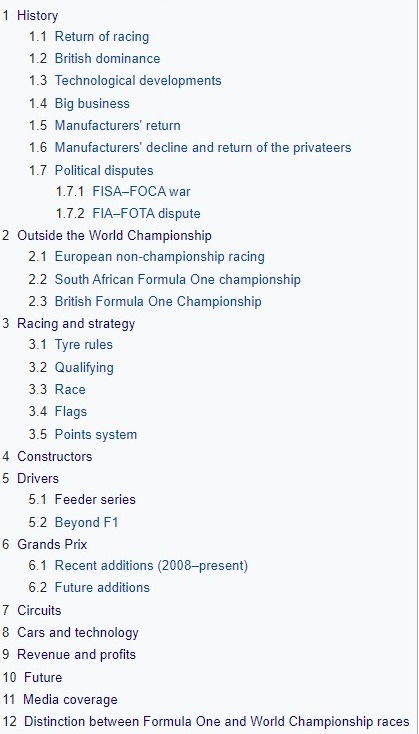 1 History
1.1 Return of racing
1.2 British dominance
1.3 Technological developments
1.4 Big business
1.5 Manufacturers' return
1.6 Manufacturers' decline and return of the privateers
1.7 Political disputes
1.7.1 FISA–FOCA war
1.7.2 FIA–FOTA dispute
2 Outside the World Championship
2.1 European non-championship racing
2.2 South African Formula One championship
2.3 British Formula One Championship
3 Racing and strategy
3.1 Tyre rules
3.2 Qualifying
3.3 Race
3.4 Flags
3.5 Points system
4 Constructors
5 Drivers
5.1 Feeder series
5.2 Beyond F1
6 Grands Prix
6.1 Recent additions (2008–present)
6.2 Future additions
7 Circuits
8 Cars and technology
9 Revenue and profits
10 Future
11 Media coverage
12 Distinction between Formula One and World Championship races